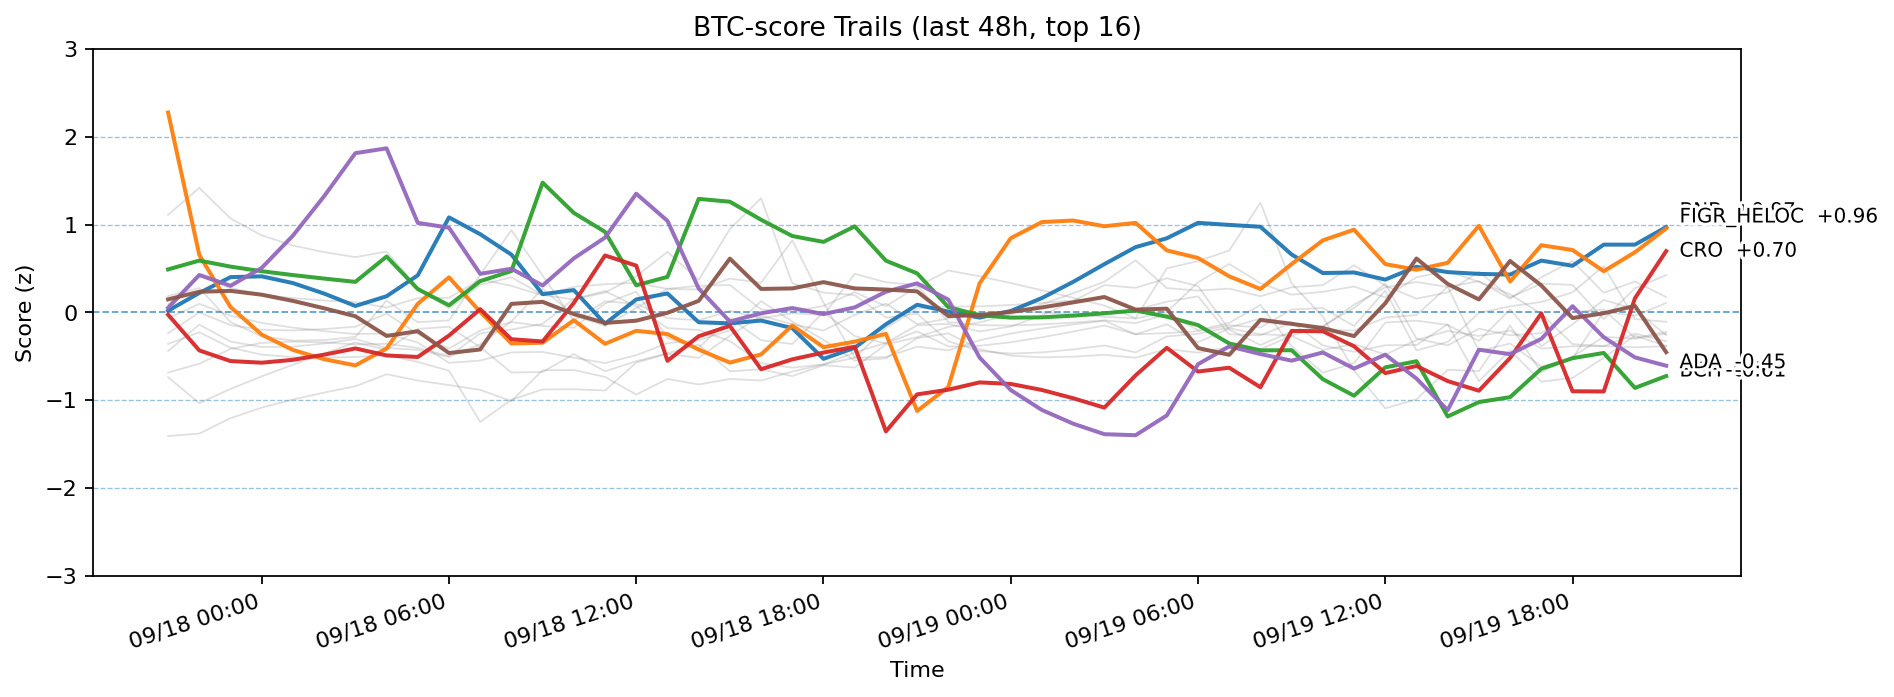 BTC-score Trails (last 48h, top 16)
3
2
1
0
−1
−2
−3
Score (z)
FIGR_HELOC +0.96
CRO +0.70
ADA -0.45
09/18 00:00
09/18 06:00
09/18 12:00
09/18 18:00
09/19 00:00
09/19 06:00
09/19 12:00
09/19 18:00
Time